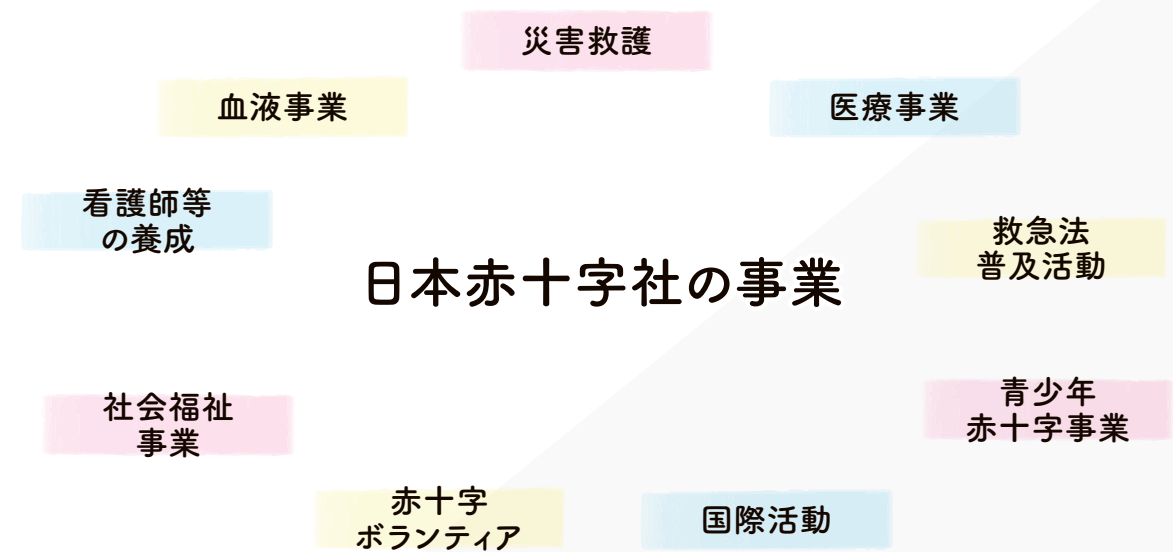 災害救護
血液事業
医療事業
看護師等
の養成
救急法
普及活動
日本赤十字社の事業
社会福祉
事業
青少年
赤十字事業
赤十字
ボランティア
国際活動